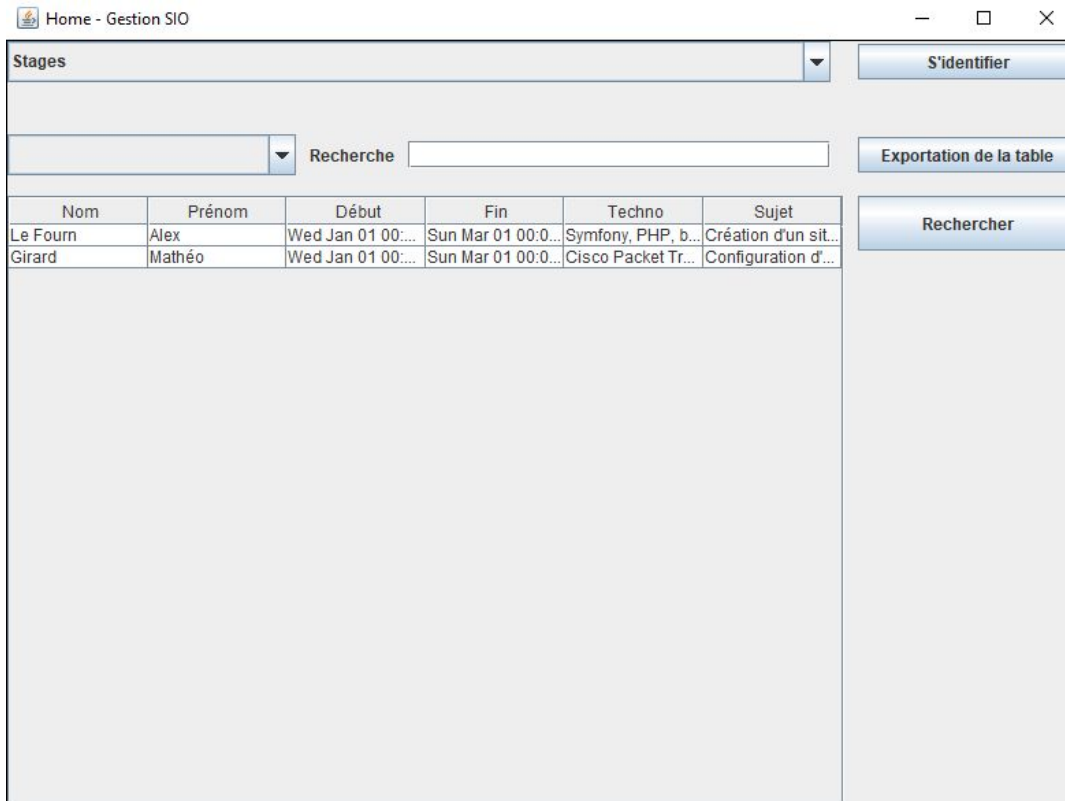 Home - Gestion SIO
Stages S'identifier
Recherche Exportation de la table
Nom Prénom Début Fin Techno Sujet Rechercher
Le Fourn Alex Wed Jan 01 00:... Sun Mar 01 00:0... Symfony, PHP, b... Création d'un sit...
Girard Mathéo Wed Jan 01 00:... Sun Mar 01 00:0... Cisco Packet Tr... Configuration d'...